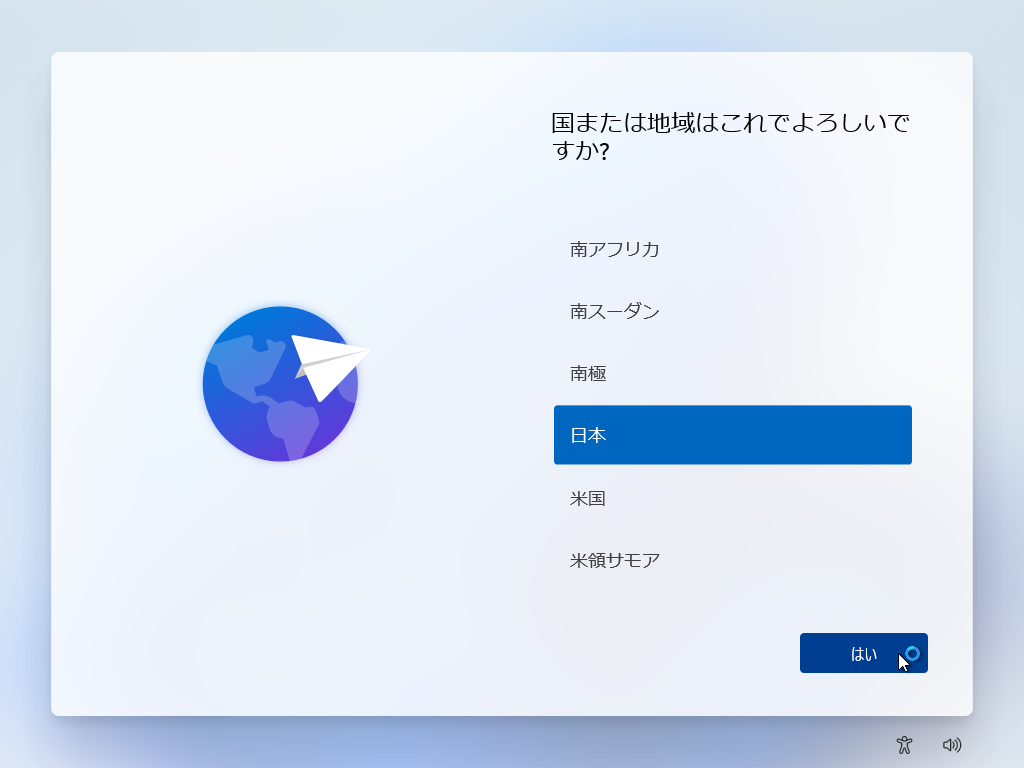 国または地域はこれでよろしいで
すか?
南アフリカ
南スーダン
南極
日本
米国
米領サモア
はい